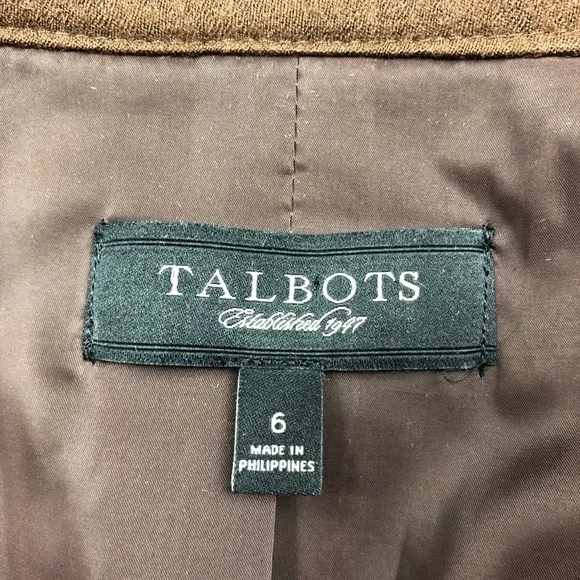 TALBOTS
Established 1947
6
MADE IN
PHILIPPINES